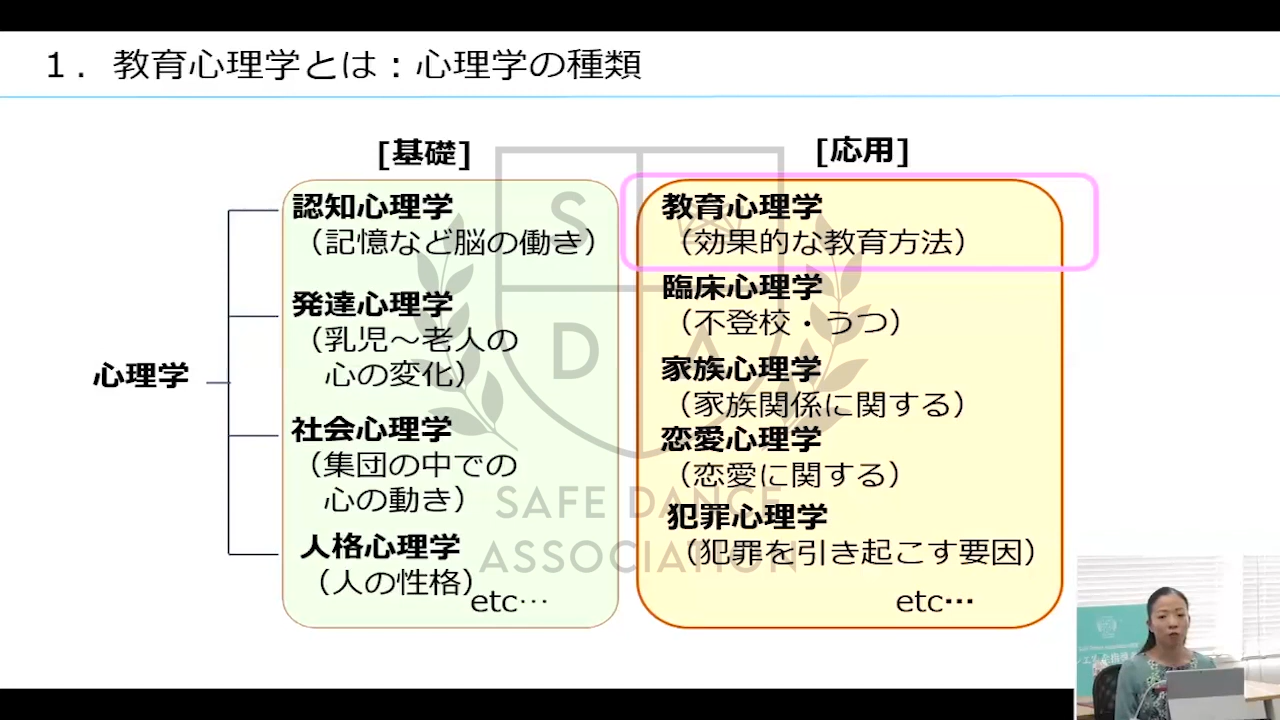 １．教育心理学とは：心理学の種類
[基礎]
[応用]
心理学
認知心理学
（記憶など脳の働き）
発達心理学
（乳児～老人の
心の変化）
社会心理学
（集団の中での
心の動き）
人格心理学
（人の性格）
etc…
教育心理学
（効果的な教育方法）
臨床心理学
（不登校・うつ）
家族心理学
（家族関係に関する）
恋愛心理学
（恋愛に関する）
犯罪心理学
（犯罪を引き起こす要因）
etc…
S
D A
SAFE DANCE
ASSOCIATION